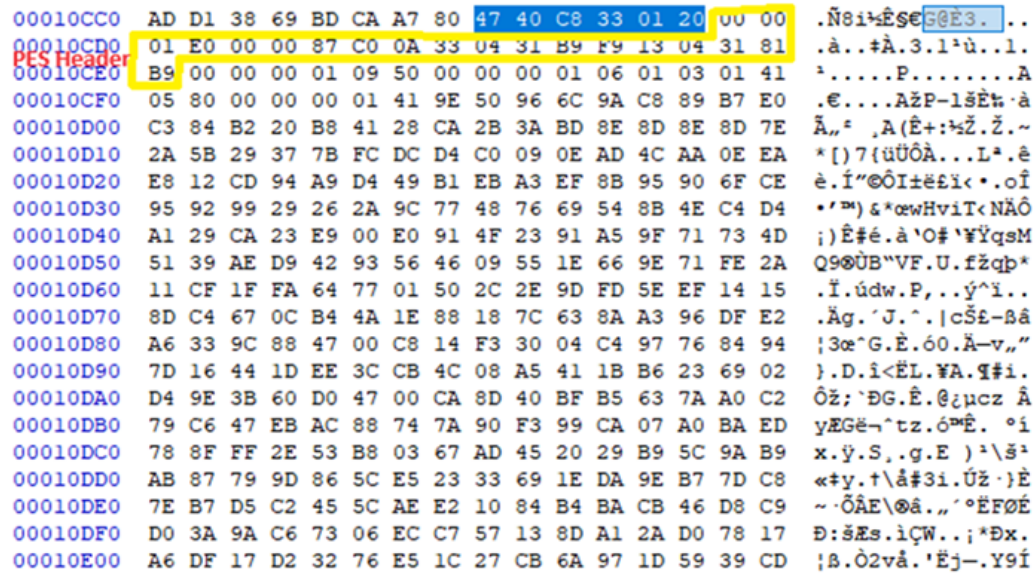 00010CC0 AD D1 38 69 BD CA A7 80 47 40 C8 33 01 20 00 00 .Ñ8i½Ê§€G@È3. ..
00010CD0 01 E0 00 00 87 C0 0A 33 04 31 B9 F9 13 04 31 81 .à..‡À.3.1¹ù..1.
PES Header
00010CE0 B9 00 00 00 01 09 50 00 00 00 01 06 01 03 01 41 ¹.....P........A
00010CF0 05 80 00 00 00 01 41 9E 50 96 6C 9A C8 89 B7 E0 .€....AžP–lšÈ‰·à
00010D00 C3 84 B2 20 B8 41 28 CA 2B 3A BD 8E 8D 8E 8D 7E Ä„² ¸A(Ê+:½Ž.Ž.~
00010D10 2A 5B 29 37 7B FC DC D4 C0 09 0E AD 4C AA 0E EA *[)7{üÜÔÀ...Lª.ê
00010D20 E8 12 CD 94 A9 D4 49 B1 EB A3 EF 8B 95 90 6F CE è.Í”©ÔI±ë£ï‹•.oÎ
00010D30 95 92 99 29 26 2A 9C 77 48 76 69 54 8B 4E C4 D4 •’™)&*œwHviT‹NÄÔ
00010D40 A1 29 CA 23 E9 00 E0 91 4F 23 91 A5 9F 71 73 4D ¡)Ê#é.à‘O#‘¥ŸqsM
00010D50 51 39 AE D9 42 93 56 46 09 55 1E 66 9E 71 FE 2A Q9®ÙB“VF.U.fžqþ*
00010D60 11 CF 1F FA 64 77 01 50 2C 2E 9D FD 5E EF 14 15 .Ï.údw.P,..ý^ï..
00010D70 8D C4 67 0C B4 4A 1E 88 18 7C 63 8A A3 96 DF E2 .Äg.´J.ˆ.|cŠ£–ßâ
00010D80 A6 33 9C 88 47 00 C8 14 F3 30 04 C4 97 76 84 94 ¦3œˆG.È.ó0.Ä—v„”
00010D90 7D 16 44 1D EE 3C CB 4C 08 A5 41 1B B6 23 69 02 }.D.î<ËL.¥A.¶#i.
00010DA0 D4 9E 3B 60 D0 47 00 CA 8D 40 BF B5 63 7A A0 C2 Ôž;`ÐG.Ê.@¿µcz Â
00010DB0 79 C6 47 EB AC 88 74 7A 90 F3 99 CA 07 A0 BA ED yÆGë¬ˆtz.ó™Ê. ºí
00010DC0 78 8F FF 2E 53 B8 03 67 AD 45 20 29 B9 5C 9A B9 x.ÿ.S¸.g.E )¹\š¹
00010DD0 AB 87 79 9D 86 5C E5 23 33 69 1E DA 9E B7 7D C8 «‡y.†\å#3i.Úž·}È
00010DE0 7E B7 D5 C2 45 5C AE E2 10 84 B4 BA CB 46 D8 C9 ~·ÕÂE\®â.„´ºËFØÉ
00010DF0 D0 3A 9A C6 73 06 EC C7 57 13 8D A1 2A D0 78 17 Ð:šÆs.ìÇW..¡*Ðx.
00010E00 A6 DF 17 D2 32 76 E5 1C 27 CB 6A 97 1D 59 39 CD ¦ß.Ò2vå.'Ëj—.Y9Í